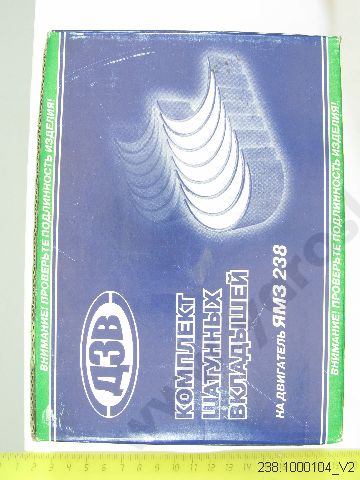 ВНИМАНИЕ! ПРОВЕРЬТЕ ПОДЛИННОСТЬ ИЗДЕЛИЯ!
ДЗВ
КОМПЛЕКТ
ШАТУННЫХ
ВКЛАДЫШЕЙ
НА ДВИГАТЕЛЬ ЯМЗ 238
ВНИМАНИЕ! ПРОВЕРЬТЕ ПОДЛИННОСТЬ ИЗДЕЛИЯ!
238.1000104_V2